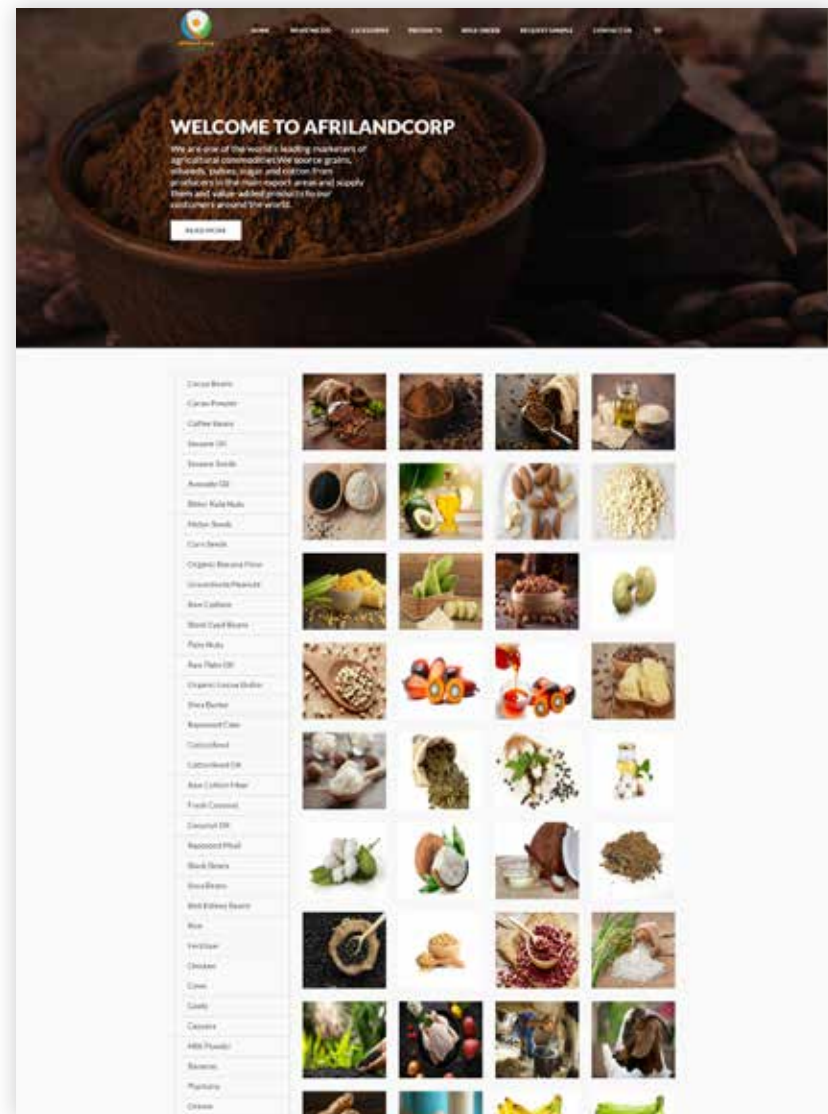 HOME
CATEGORIES
PRODUCTS
BULK ORDER
REQUEST SAMPLE
CONTACT US
WELCOME TO AFRILANDCORP
We are one of the world's leading marketers of
agricultural commodities.We source grains,
oilseeds, pulses, sugar and cotton from
producers in the main export areas and supply
them and value-added products to our
customers around the world.
READ MORE
Cocoa Beans
Cocoa Powder
Coffee Beans
Sesame Oil
Sesame Seeds
Avocado Oil
Bitter Kola Nuts
Melon Seeds
Corn Seeds
Organic Banana Flour
Raw Cashew
Black Eyed Beans
Palm Nuts
Raw Palm Oil
Organic Cocoa Butter
Shea Butter
Rapeseed Cake
Cottonseed
Cottonseed Oil
Raw Cotton Fiber
Fresh Coconut
Coconut Oil
Rapeseed Meal
Black Beans
Soya Beans
Red Kidney Beans
Rice
Fertilizer
Chicken
Cows
Goats
Cassava
Milk Powder
Bananas
Plantains